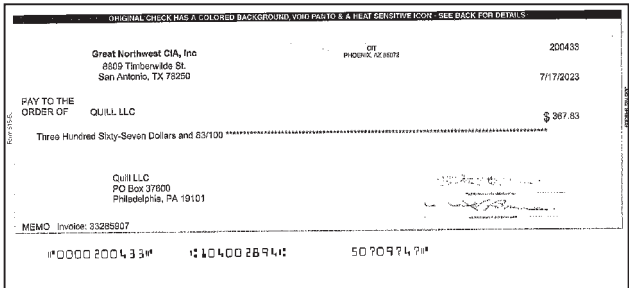 ORIGINAL CHECK HAS A COLORED BACKGROUND, VOID PANTO & A HEAT SENSITIVE ICON - SEE BACK FOR DETAILS
Great Northwest CIA, Inc
8809 Timberwilde St.
San Antonio, TX 78250
CIT
PHOENIX, AZ
200433
7/17/2023
PAY TO THE
ORDER OF QUILL LLC
$ 367.83
Three Hundred Sixty-Seven Dollars and 83/100
Quill LLC
PO Box 37600
Philadelphia, PA 19101
MEMO Invoice: 33285907
⑈0000200433⑈ ⑆104002894⑆ 50709747⑈